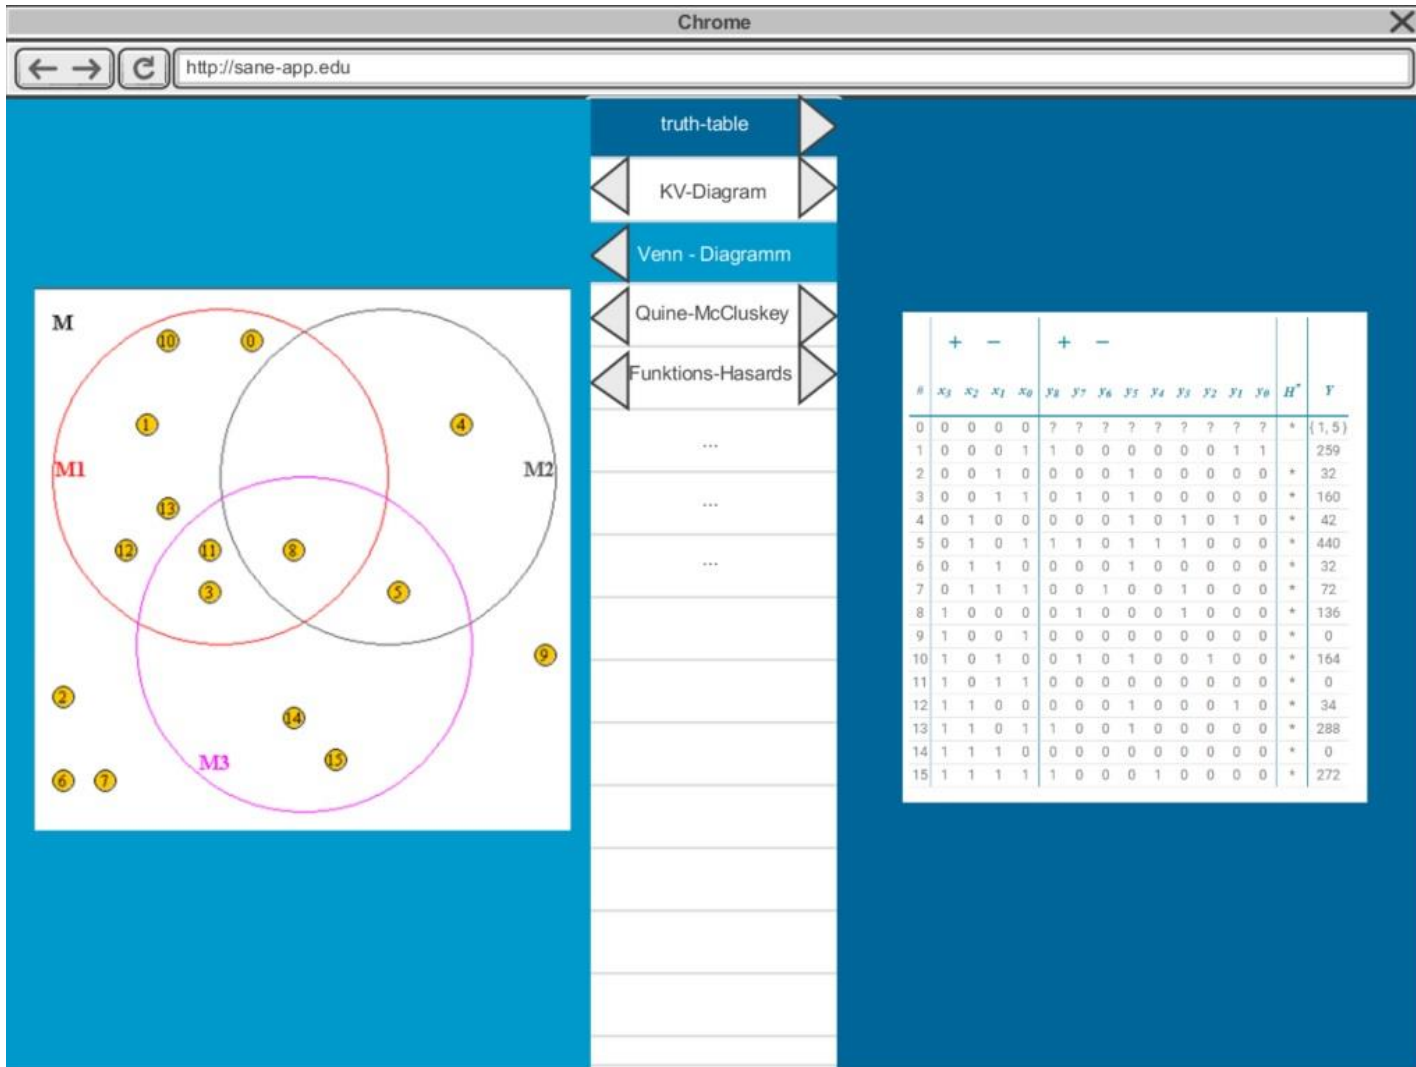 Chrome
http://sane-app.edu
truth-table
KV-Diagram
Venn - Diagramm
Quine-McCluskey
Funktions-Hasards
...
...
...
M
10 0
1 4
M1 M2
13
12 11 8
3 5
9
2
14
M3 15
6 7
+ − + −
# x3 x2 x1 x0 y8 y7 y6 y5 y4 y3 y2 y1 y0 H* Y
0 0 0 0 0 ? ? ? ? ? ? ? ? ? * {1, 5}
1 0 0 0 1 1 0 0 0 0 0 0 1 1 259
2 0 0 1 0 0 0 0 1 0 0 0 0 0 * 32
3 0 0 1 1 0 1 0 1 0 0 0 0 0 * 160
4 0 1 0 0 0 0 0 1 0 1 0 1 0 * 42
5 0 1 0 1 1 1 0 1 1 1 0 0 0 * 440
6 0 1 1 0 0 0 0 1 0 0 0 0 0 * 32
7 0 1 1 1 0 0 1 0 0 1 0 0 0 * 72
8 1 0 0 0 0 1 0 0 0 1 0 0 0 * 136
9 1 0 0 1 0 0 0 0 0 0 0 0 0 * 0
10 1 0 1 0 0 1 0 1 0 0 1 0 0 * 164
11 1 0 1 1 0 0 0 0 0 0 0 0 0 * 0
12 1 1 0 0 0 0 0 1 0 0 0 1 0 * 34
13 1 1 0 1 1 0 0 1 0 0 0 0 0 * 288
14 1 1 1 0 0 0 0 0 0 0 0 0 0 * 0
15 1 1 1 1 1 0 0 0 1 0 0 0 0 * 272